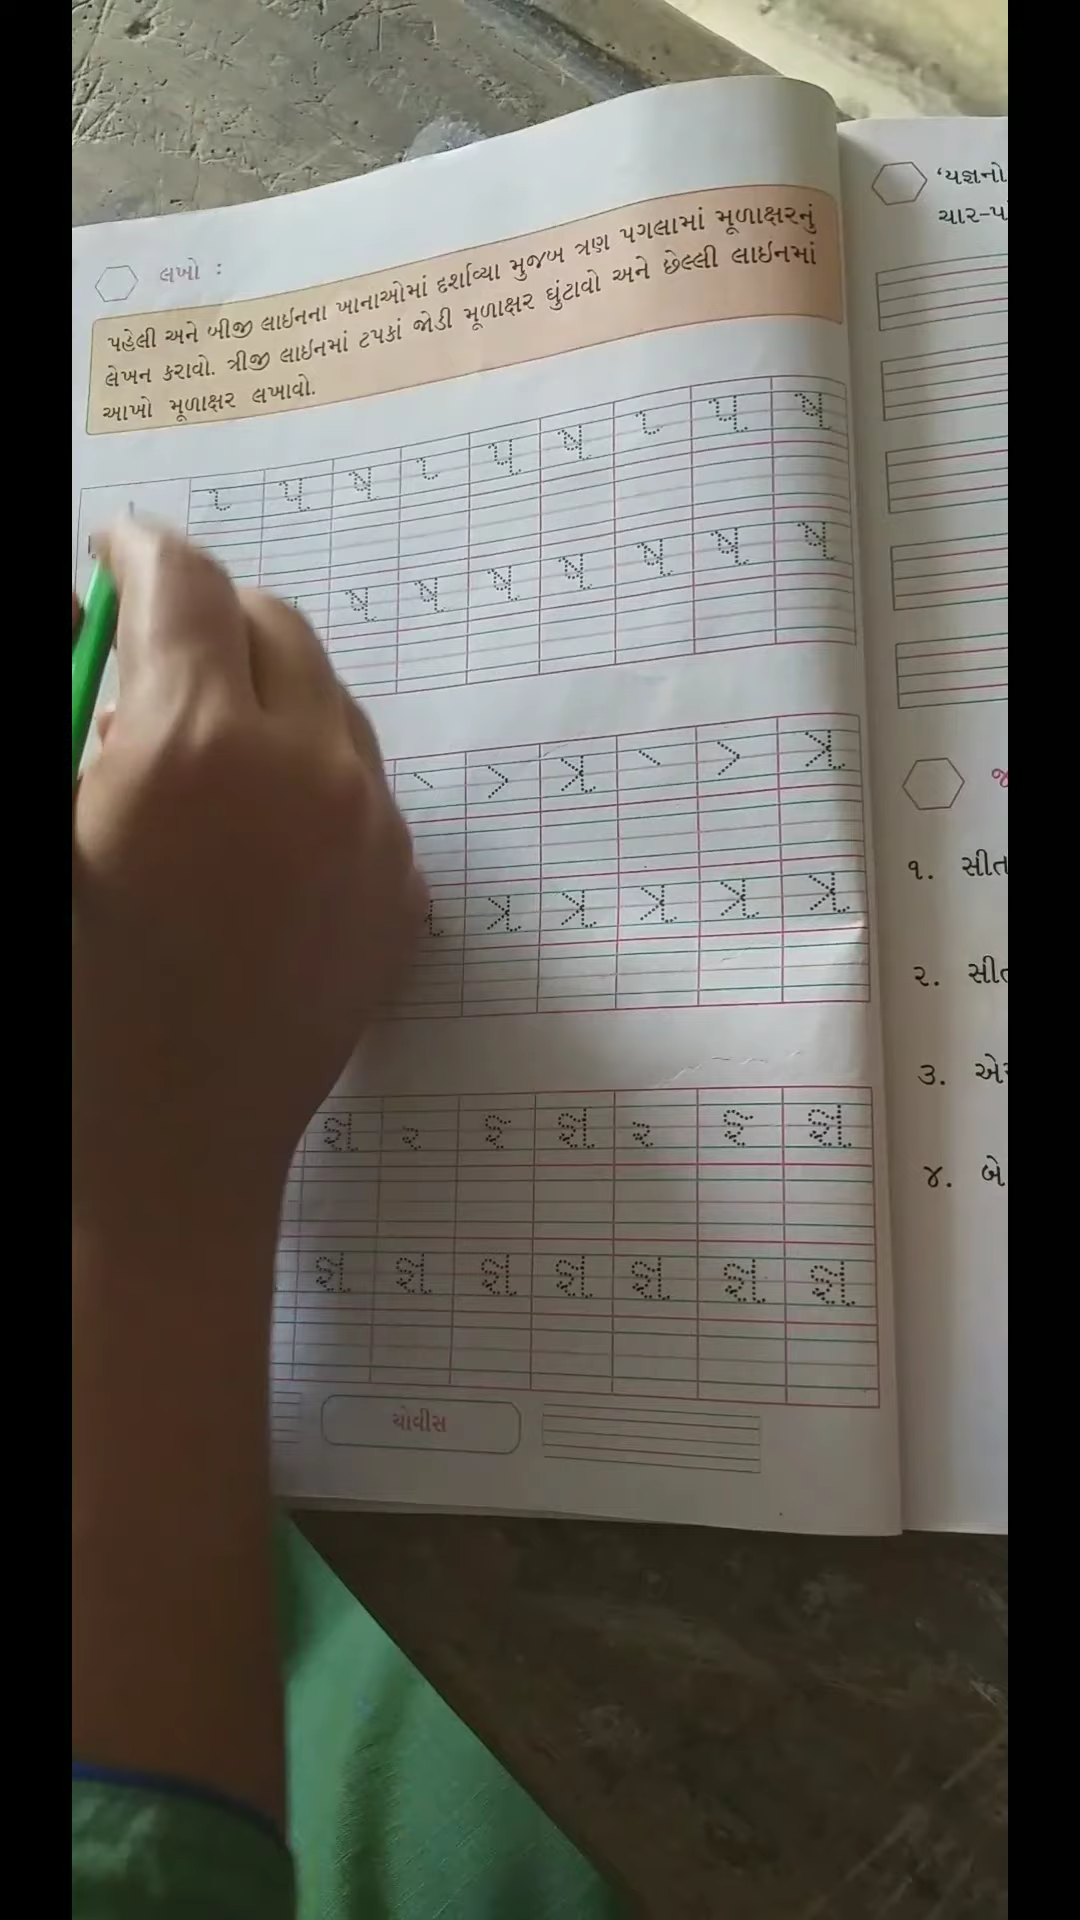 લખો :
પહેલી અને બીજી લાઇનના ખાનાઓમાં દર્શાવ્યા મુજબ ત્રણ પગલામાં મૂળાક્ષરનું
લેખન કરાવો. ત્રીજી લાઇનમાં ટપકાં જોડી મૂળાક્ષર ઘુંટાવો અને છેલ્લી લાઇનમાં
આખો મૂળાક્ષર લખાવો.
પ ષ પ ષ પ ષ
ષ ષ ષ ષ ષ ષ ષ
ત્ર ત્ર
ત્ર ત્ર ત્ર ત્ર ત્ર
જ્ઞ ર જ્ઞ ર જ્ઞ
જ્ઞ જ્ઞ જ્ઞ જ્ઞ જ્ઞ જ્ઞ જ્ઞ
ચોવીસ
‘યજ્ઞનો
ચાર-પાં
૧. સીત
૨. સીત
૩. એ
૪. બે